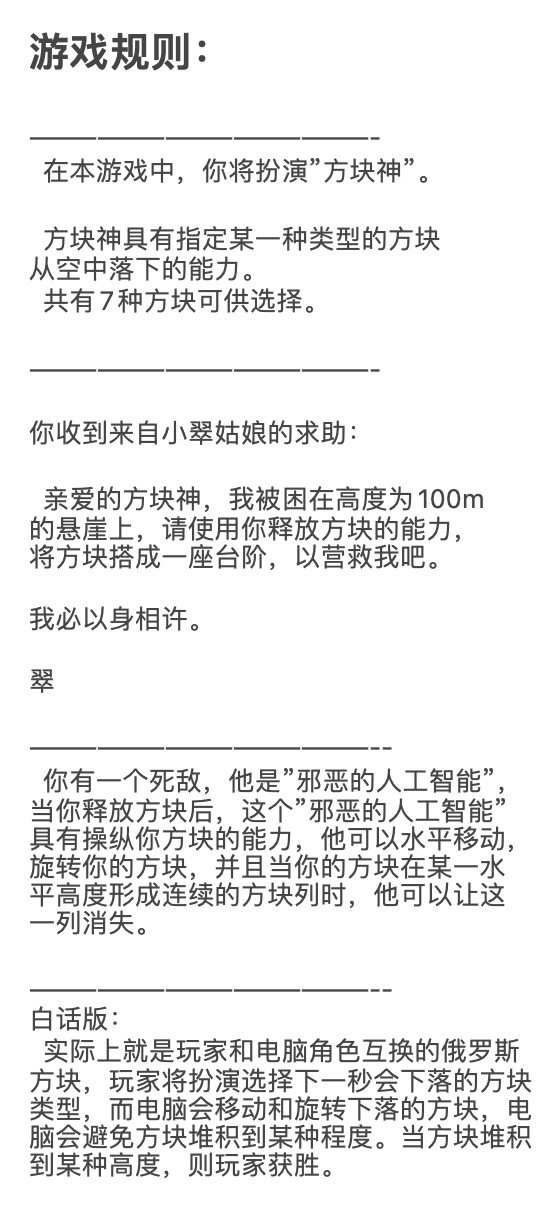 游戏规则：
——————————————-
在本游戏中，你将扮演”方块神”。
方块神具有指定某一种类型的方块
从空中落下的能力。
共有7种方块可供选择。
——————————————-
你收到来自小翠姑娘的求助：
亲爱的方块神，我被困在高度为100m
的悬崖上，请使用你释放方块的能力，
将方块搭成一座台阶，以营救我吧。
我必以身相许。
翠
——————————————--
你有一个死敌，他是”邪恶的人工智能”，
当你释放方块后，这个”邪恶的人工智能”
具有操纵你方块的能力，他可以水平移动，
旋转你的方块，并且当你的方块在某一水
平高度形成连续的方块列时，他可以让这
一列消失。
——————————————--
白话版：
实际上就是玩家和电脑角色互换的俄罗斯
方块，玩家将扮演选择下一秒会下落的方块
类型，而电脑会移动和旋转下落的方块，电
脑会避免方块堆积到某种程度。当方块堆积
到某种高度，则玩家获胜。